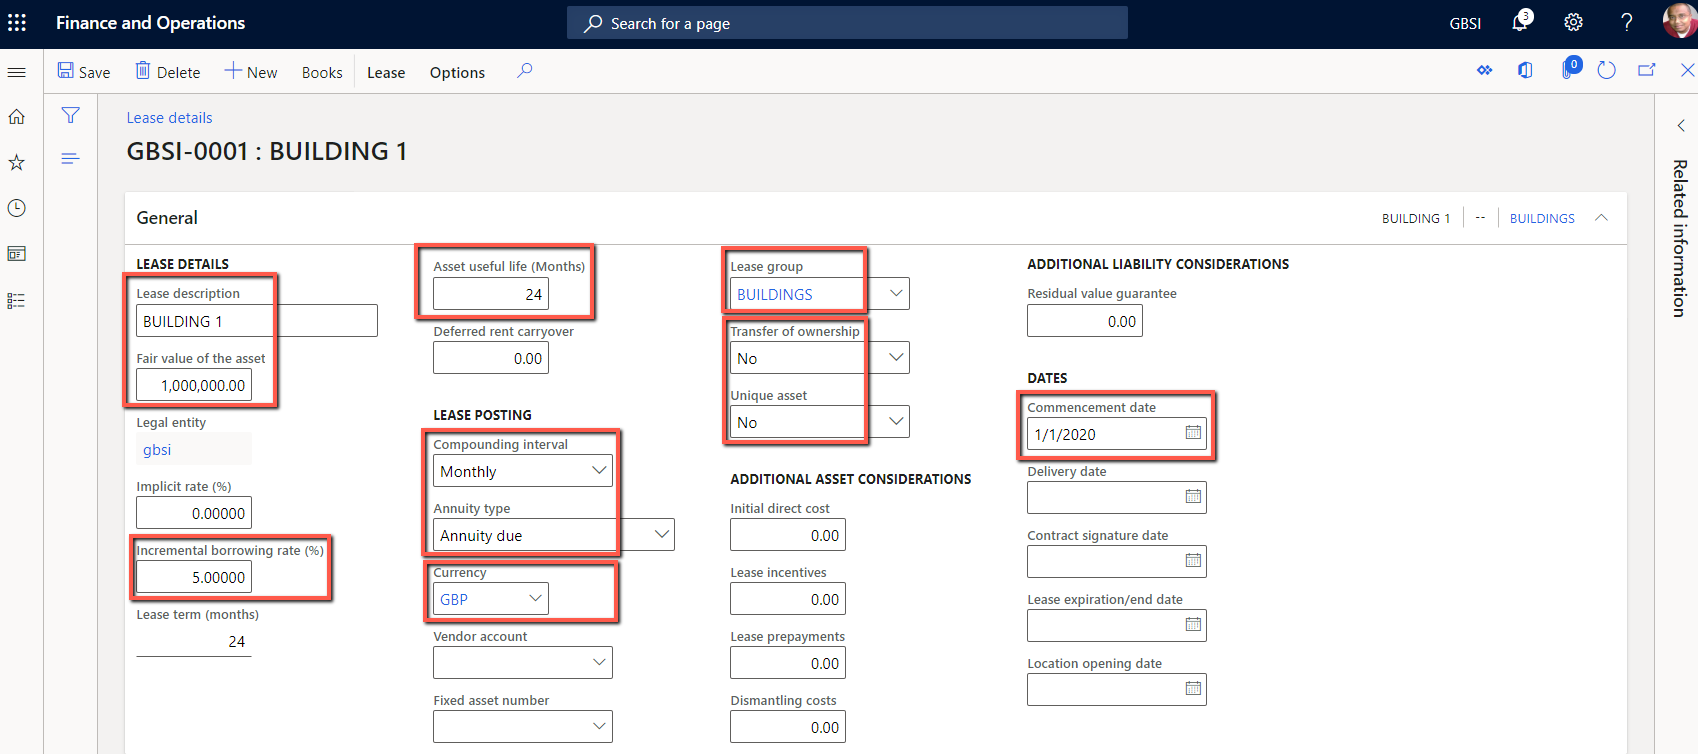 Finance and Operations
Search for a page
GBSI
3
?
Save
Delete
New
Books
Lease
Options
0
Lease details
GBSI-0001 : BUILDING 1
General
BUILDING 1
--
BUILDINGS
LEASE DETAILS
Lease description
BUILDING 1
Fair value of the asset
1,000,000.00
Legal entity
gbsi
Implicit rate (%)
0.00000
Incremental borrowing rate (%)
5.00000
Lease term (months)
24
Asset useful life (Months)
24
Deferred rent carryover
0.00
LEASE POSTING
Compounding interval
Monthly
Annuity type
Annuity due
Currency
GBP
Vendor account
Fixed asset number
Lease group
BUILDINGS
Transfer of ownership
No
Unique asset
No
ADDITIONAL ASSET CONSIDERATIONS
Initial direct cost
0.00
Lease incentives
0.00
Lease prepayments
0.00
Dismantling costs
0.00
ADDITIONAL LIABILITY CONSIDERATIONS
Residual value guarantee
0.00
DATES
Commencement date
1/1/2020
Delivery date
Contract signature date
Lease expiration/end date
Location opening date
Related information